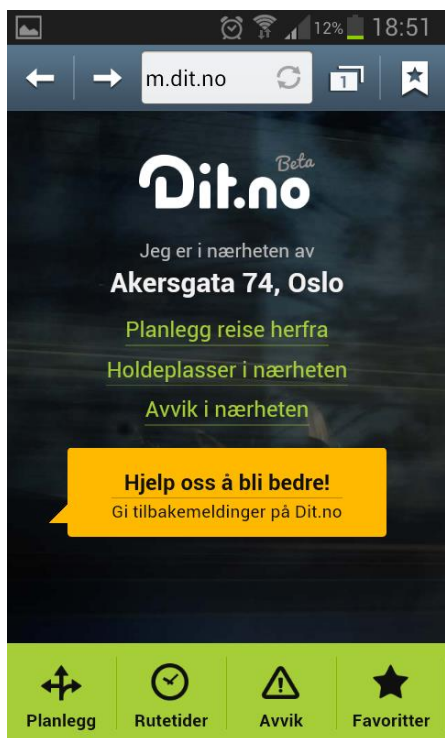 12% 18:51
m.dit.no 1
Beta
Dit.no
Jeg er i nærheten av
Akersgata 74, Oslo
Planlegg reise herfra
Holdeplasser i nærheten
Avvik i nærheten
Hjelp oss å bli bedre!
Gi tilbakemeldinger på Dit.no
Planlegg Rutetider Avvik Favoritter